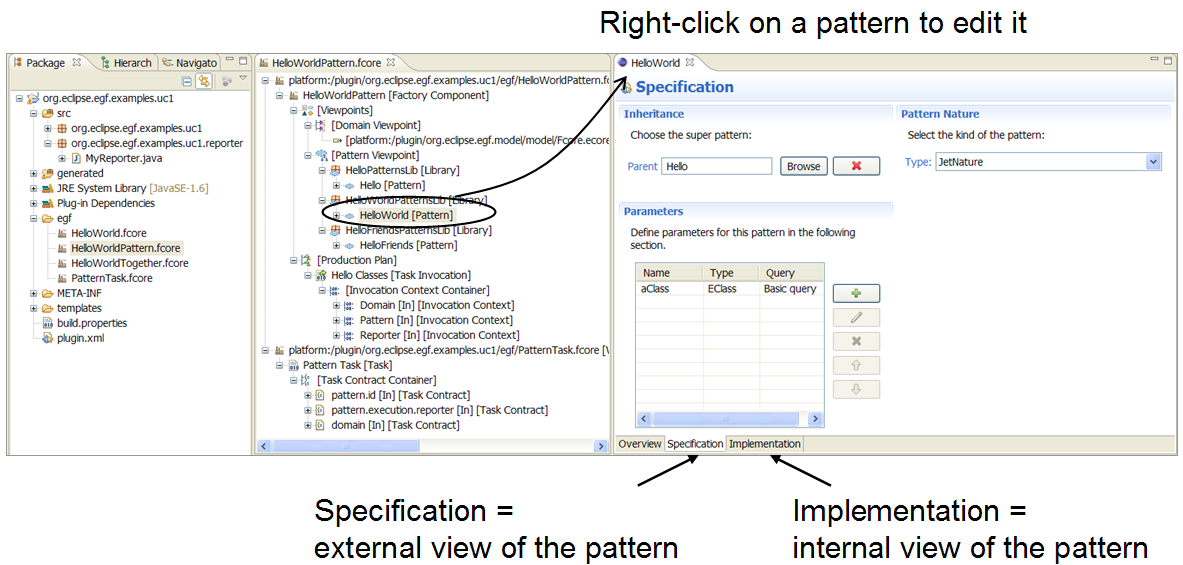 Right-click on a pattern to edit it
Package
Hierarch
Navigato
org.eclipse.egf.examples.uc1
src
org.eclipse.egf.examples.uc1
org.eclipse.egf.examples.uc1.reporter
MyReporter.java
generated
JRE System Library [JavaSE-1.6]
Plug-in Dependencies
egf
HelloWorld.fcore
HelloWorldPattern.fcore
HelloWorldTogether.fcore
PatternTask.fcore
META-INF
templates
build.properties
plugin.xml
HelloWorldPattern.fcore
platform:/plugin/org.eclipse.egf.examples.uc1/egf/HelloWorldPattern.fc
HelloWorldPattern [Factory Component]
[Viewpoints]
[Domain Viewpoint]
[platform:/plugin/org.eclipse.egf.model/model/Fcore.ecore
[Pattern Viewpoint]
HelloPatternsLib [Library]
Hello [Pattern]
HelloWorldPatternsLib [Library]
HelloWorld [Pattern]
HelloFriendsPatternsLib [Library]
HelloFriends [Pattern]
[Production Plan]
Hello Classes [Task Invocation]
[Invocation Context Container]
Domain [In] [Invocation Context]
Pattern [In] [Invocation Context]
Reporter [In] [Invocation Context]
platform:/plugin/org.eclipse.egf.examples.uc1/egf/PatternTask.fcore [
Pattern Task [Task]
[Task Contract Container]
pattern.id [In] [Task Contract]
pattern.execution.reporter [In] [Task Contract]
domain [In] [Task Contract]
HelloWorld
Specification
Inheritance
Choose the super pattern:
Parent Hello Browse
Pattern Nature
Select the kind of the pattern:
Type: JetNature
Parameters
Define parameters for this pattern in the following
section.
Name Type Query
aClass EClass Basic query
Overview Specification Implementation
Specification =
external view of the pattern
Implementation =
internal view of the pattern